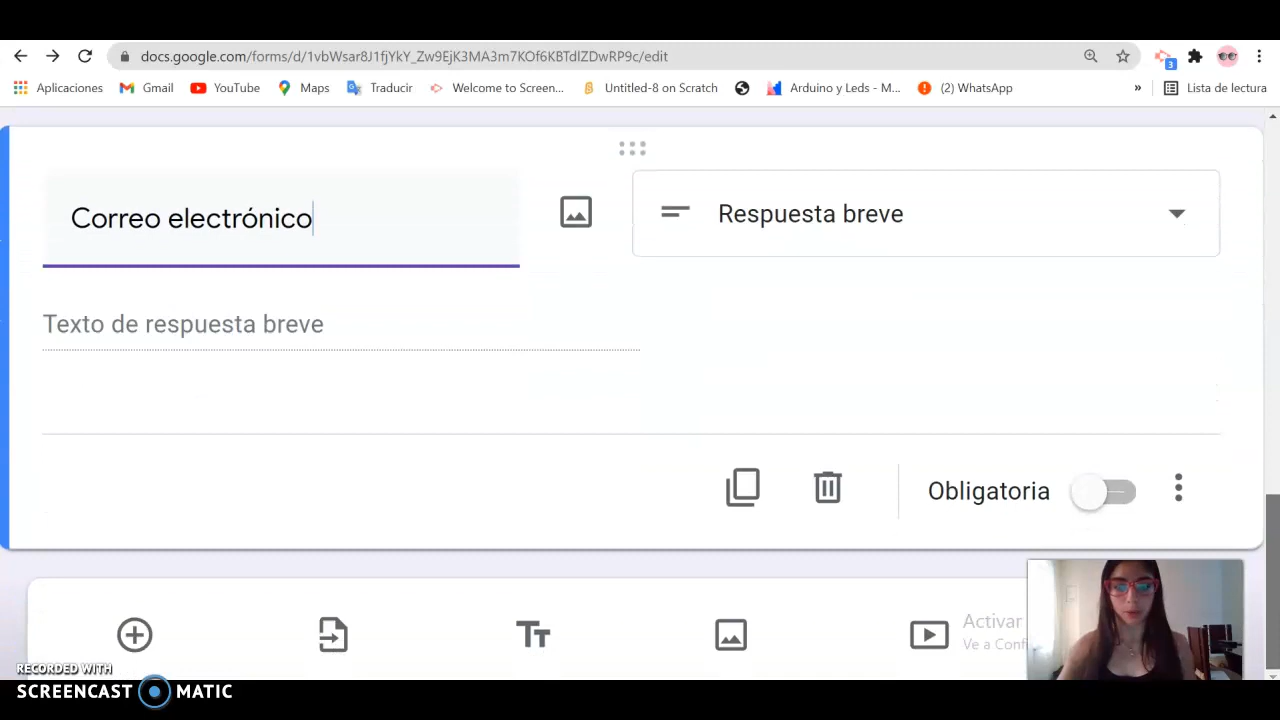 docs.google.com/forms/d/1vbWsar8J1fjYkY_Zw9EjK3MA3m7KOf6KBTdlZDwRP9c/edit
3
Aplicaciones
Gmail
YouTube
Maps
Traducir
Welcome to Screen...
Untitled-8 on Scratch
Arduino y Leds - M...
(2) WhatsApp
»
Lista de lectura
Correo electrónico
Respuesta breve
Texto de respuesta breve
Obligatoria
Activar
Ve a Confi
RECORDED WITH
SCREENCAST MATIC